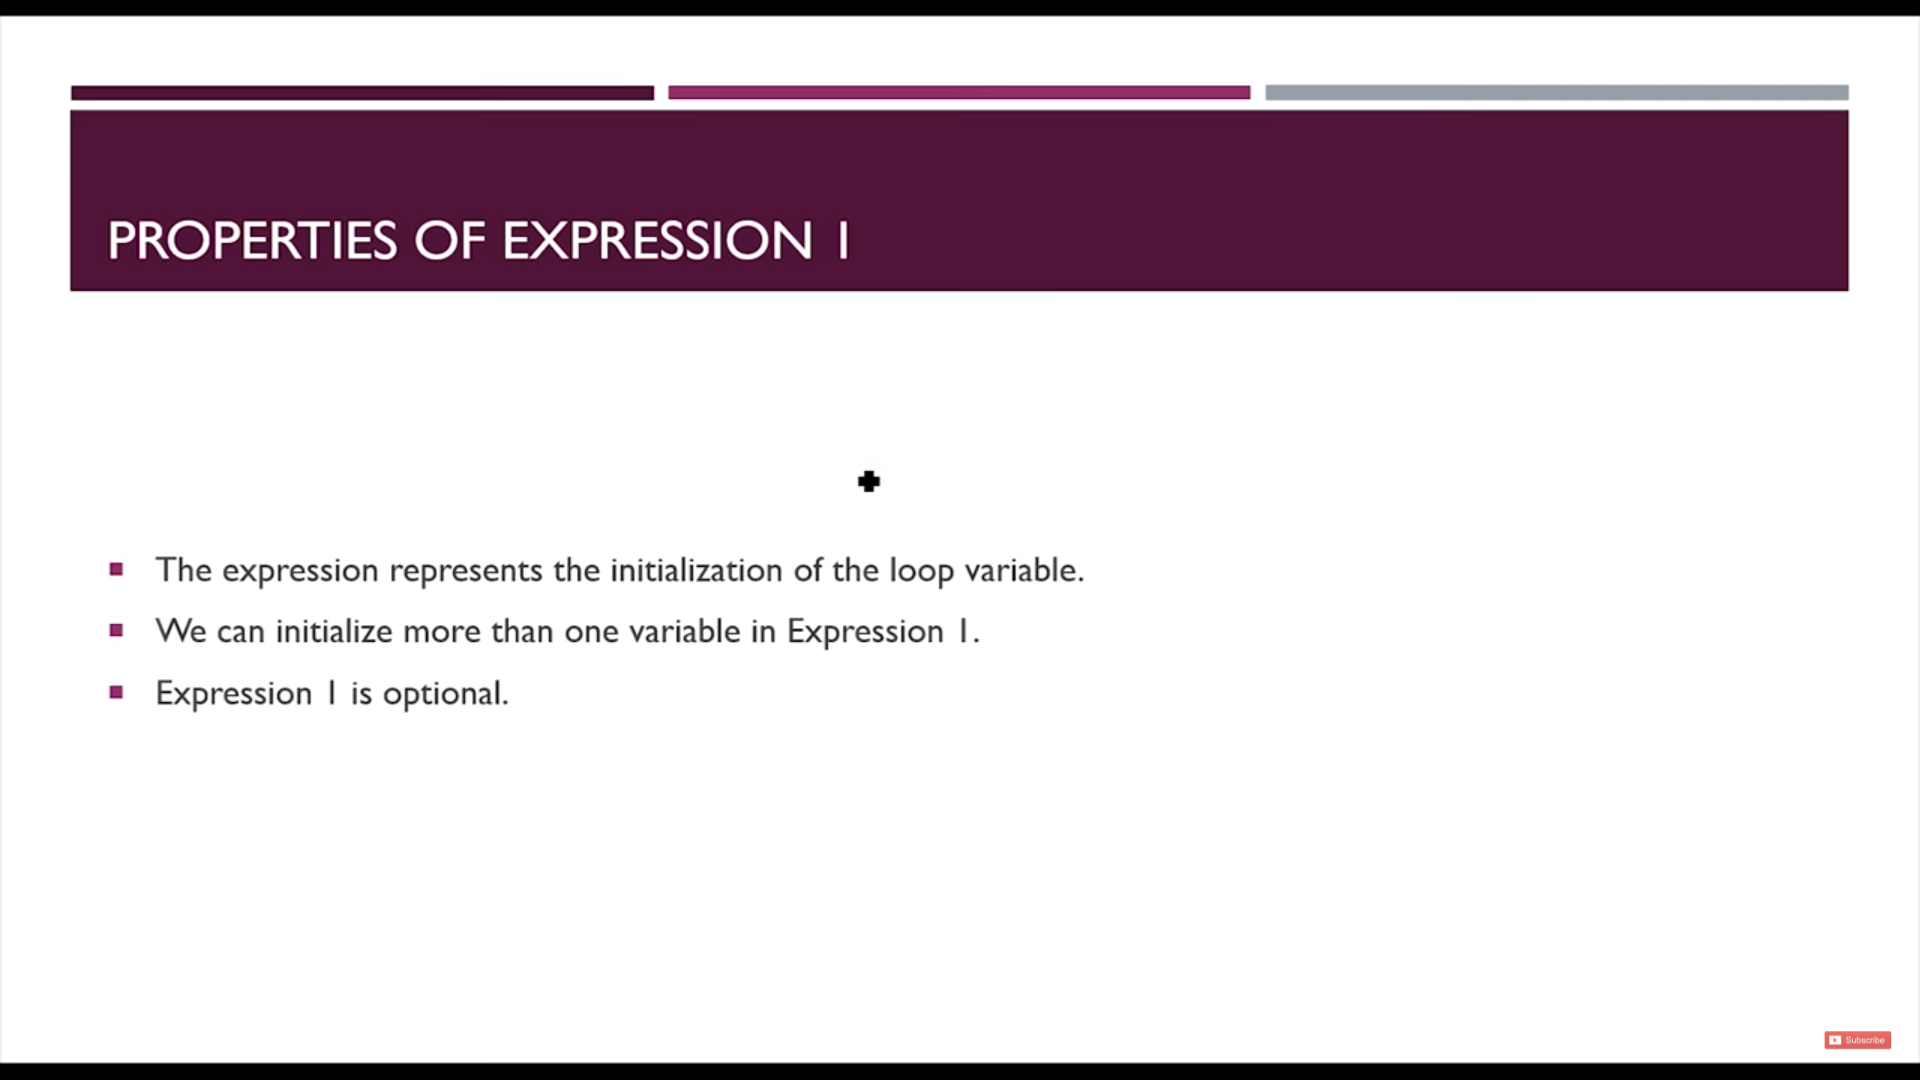 PROPERTIES OF EXPRESSION 1
The expression represents the initialization of the loop variable.
We can initialize more than one variable in Expression 1.
Expression 1 is optional.
Subscribe